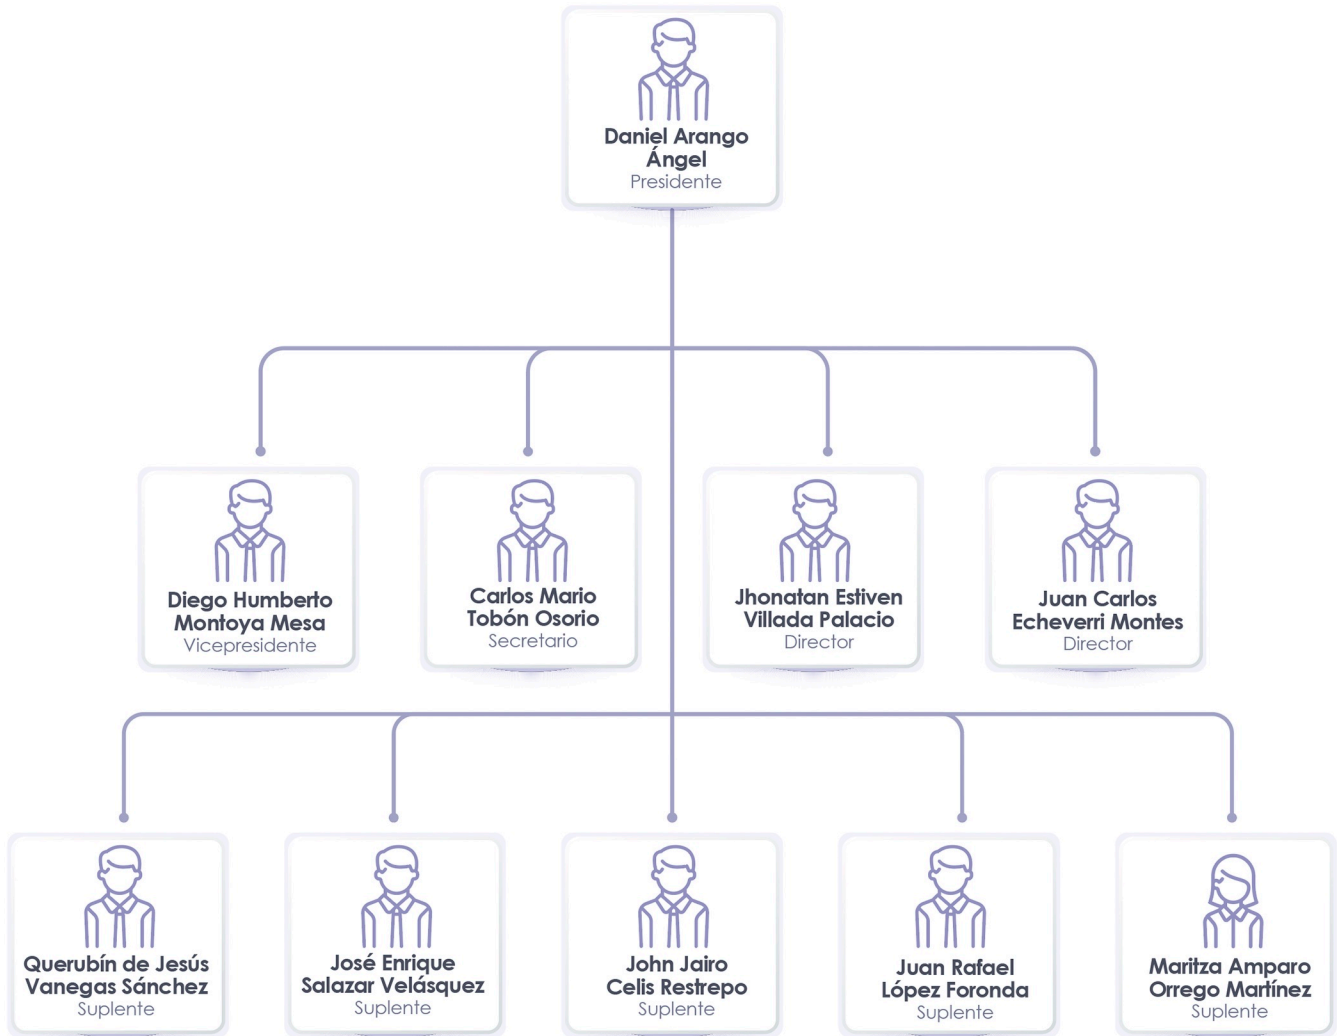 Daniel Arango
Ángel
Presidente
Diego Humberto
Montoya Mesa
Vicepresidente
Carlos Mario
Tobón Osorio
Secretario
Jhonatan Estiven
Villada Palacio
Director
Juan Carlos
Echeverri Montes
Director
Querubín de Jesús
Vanegas Sánchez
Suplente
José Enrique
Salazar Velásquez
Suplente
John Jairo
Celis Restrepo
Suplente
Juan Rafael
López Foronda
Suplente
Maritza Amparo
Orrego Martínez
Suplente